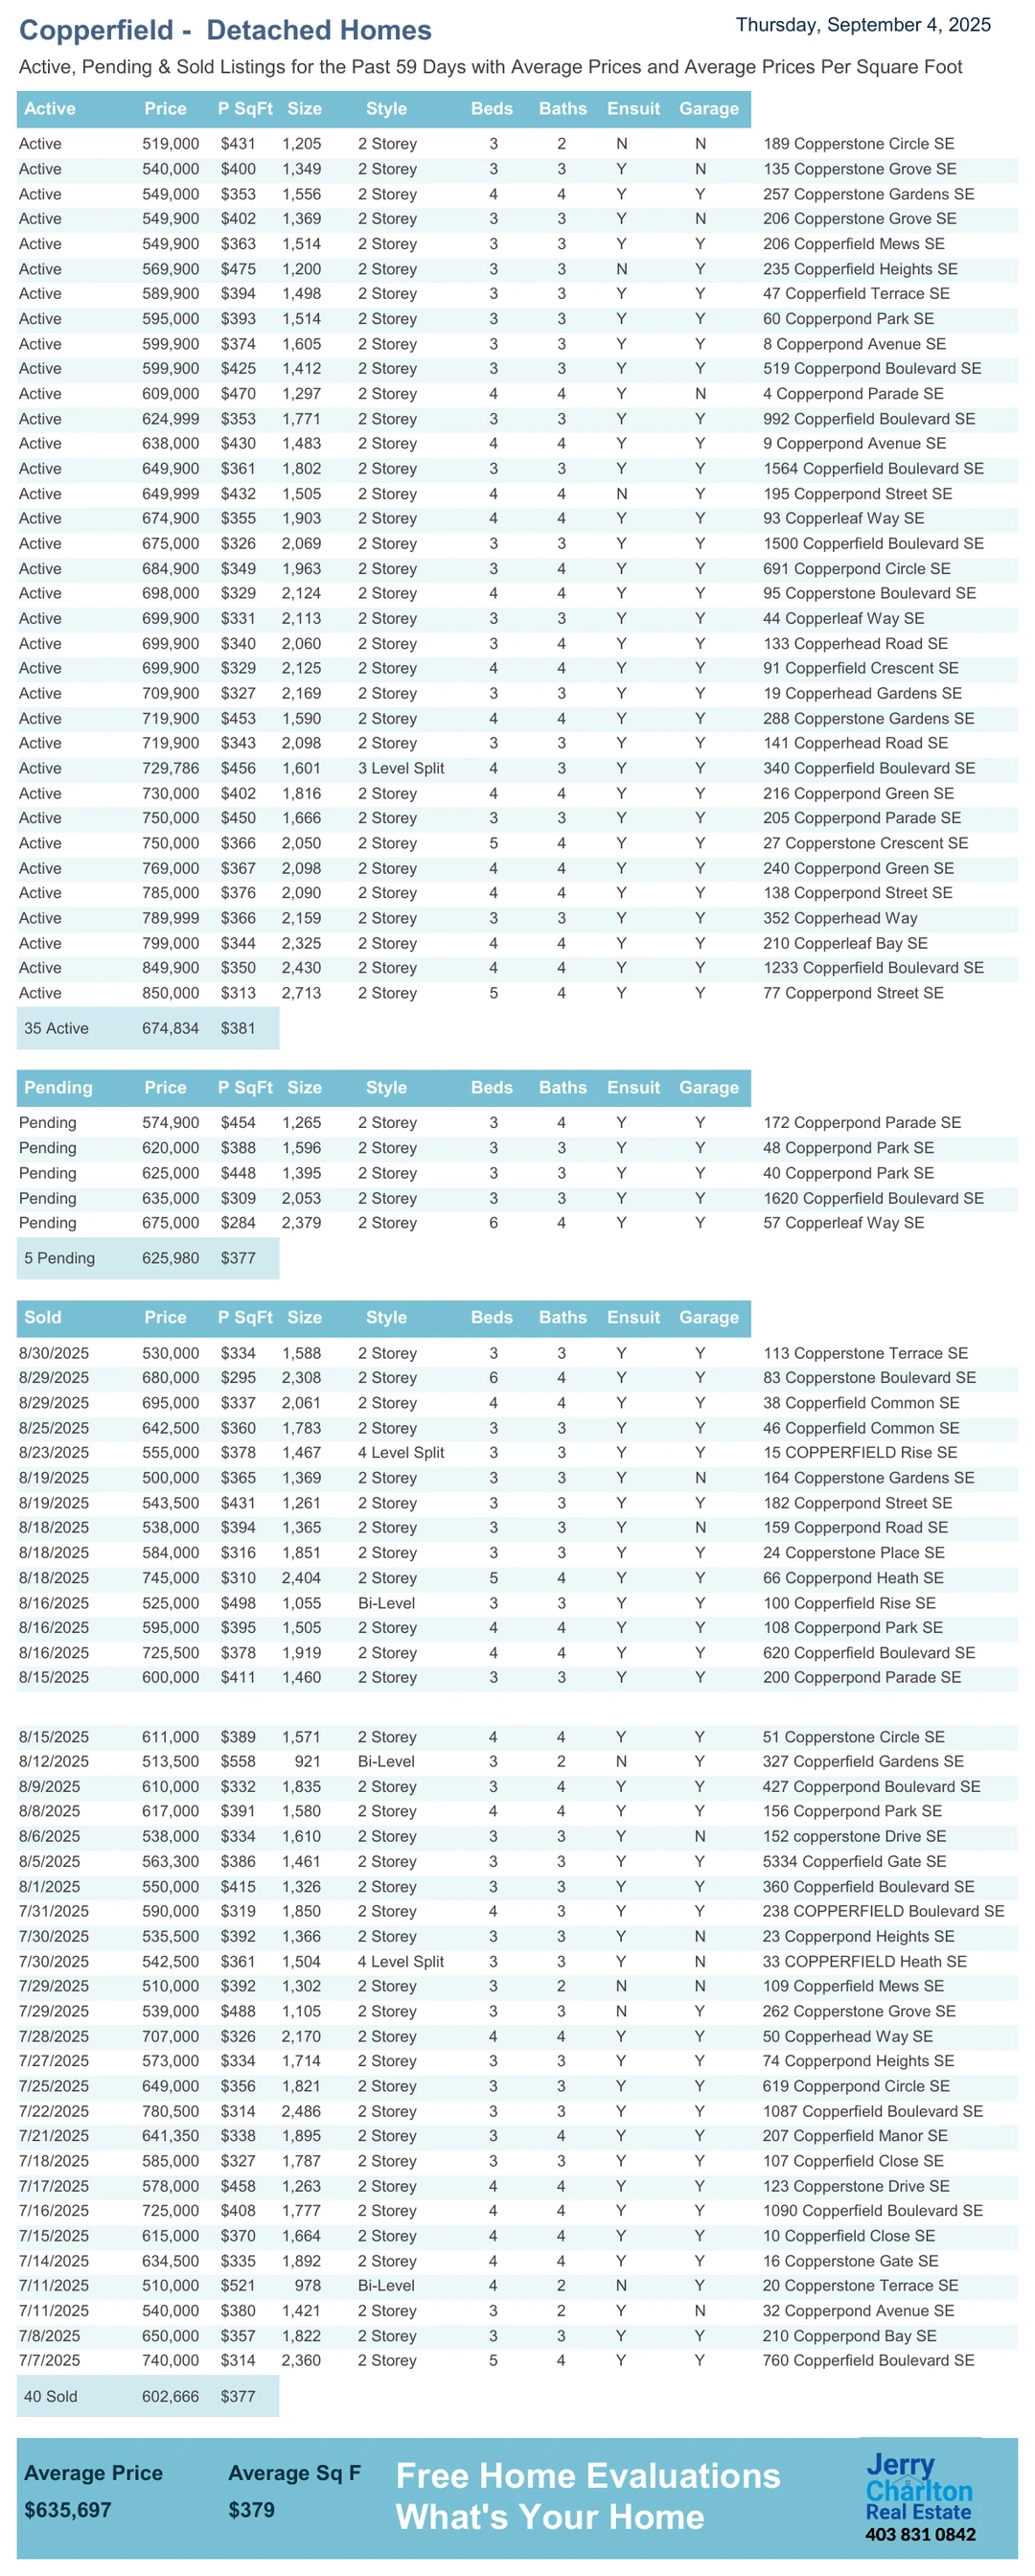 Copperfield - Detached Homes
Thursday, September 4, 2025
Active, Pending & Sold Listings for the Past 59 Days with Average Prices and Average Prices Per Square Foot
Active Price P SqFt Size Style Beds Baths Ensuit Garage
Active 519,000 $431 1,205 2 Storey 3 2 N N 189 Copperstone Circle SE
Active 540,000 $400 1,349 2 Storey 3 3 Y N 135 Copperstone Grove SE
Active 549,000 $353 1,556 2 Storey 4 4 Y Y 257 Copperstone Gardens SE
Active 549,900 $402 1,369 2 Storey 3 3 Y N 206 Copperstone Grove SE
Active 549,900 $363 1,514 2 Storey 3 3 Y Y 206 Copperfield Mews SE
Active 569,900 $475 1,200 2 Storey 3 3 N Y 235 Copperfield Heights SE
Active 589,900 $394 1,498 2 Storey 3 3 Y Y 47 Copperfield Terrace SE
Active 595,000 $393 1,514 2 Storey 3 3 Y Y 60 Copperpond Park SE
Active 599,900 $374 1,605 2 Storey 3 3 Y Y 8 Copperpond Avenue SE
Active 599,900 $425 1,412 2 Storey 3 3 Y Y 519 Copperpond Boulevard SE
Active 609,000 $470 1,297 2 Storey 4 4 Y N 4 Copperpond Parade SE
Active 624,999 $353 1,771 2 Storey 3 3 Y Y 992 Copperfield Boulevard SE
Active 638,000 $430 1,483 2 Storey 4 4 Y Y 9 Copperpond Avenue SE
Active 649,900 $361 1,802 2 Storey 3 3 Y Y 1564 Copperfield Boulevard SE
Active 649,999 $432 1,505 2 Storey 4 4 N Y 195 Copperpond Street SE
Active 674,900 $355 1,903 2 Storey 4 4 Y Y 93 Copperleaf Way SE
Active 675,000 $326 2,069 2 Storey 3 3 Y Y 1500 Copperfield Boulevard SE
Active 684,900 $349 1,963 2 Storey 3 4 Y Y 691 Copperpond Circle SE
Active 698,000 $329 2,124 2 Storey 4 4 Y Y 95 Copperstone Boulevard SE
Active 699,900 $331 2,113 2 Storey 3 3 Y Y 44 Copperleaf Way SE
Active 699,900 $340 2,060 2 Storey 3 4 Y Y 133 Copperhead Road SE
Active 699,900 $329 2,125 2 Storey 4 4 Y Y 91 Copperfield Crescent SE
Active 709,900 $327 2,169 2 Storey 3 3 Y Y 19 Copperhead Gardens SE
Active 719,900 $453 1,590 2 Storey 4 4 Y Y 288 Copperstone Gardens SE
Active 719,900 $343 2,098 2 Storey 3 3 Y Y 141 Copperhead Road SE
Active 729,786 $456 1,601 3 Level Split 4 3 Y Y 340 Copperfield Boulevard SE
Active 730,000 $402 1,816 2 Storey 4 4 Y Y 216 Copperpond Green SE
Active 750,000 $450 1,666 2 Storey 3 3 Y Y 205 Copperpond Parade SE
Active 750,000 $366 2,050 2 Storey 5 4 Y Y 27 Copperstone Crescent SE
Active 769,000 $367 2,098 2 Storey 4 4 Y Y 240 Copperpond Green SE
Active 785,000 $376 2,090 2 Storey 4 4 Y Y 138 Copperpond Street SE
Active 789,999 $366 2,159 2 Storey 3 3 Y Y 352 Copperhead Way
Active 799,000 $344 2,325 2 Storey 4 4 Y Y 210 Copperleaf Bay SE
Active 849,900 $350 2,430 2 Storey 4 4 Y Y 1233 Copperfield Boulevard SE
Active 850,000 $313 2,713 2 Storey 5 4 Y Y 77 Copperpond Street SE
35 Active 674,834 $381
Pending Price P SqFt Size Style Beds Baths Ensuit Garage
Pending 574,900 $454 1,265 2 Storey 3 4 Y Y 172 Copperpond Parade SE
Pending 620,000 $388 1,596 2 Storey 3 3 Y Y 48 Copperpond Park SE
Pending 625,000 $448 1,395 2 Storey 3 3 Y Y 40 Copperpond Park SE
Pending 635,000 $309 2,053 2 Storey 3 3 Y Y 1620 Copperfield Boulevard SE
Pending 675,000 $284 2,379 2 Storey 6 4 Y Y 57 Copperleaf Way SE
5 Pending 625,980 $377
Sold Price P SqFt Size Style Beds Baths Ensuit Garage
8/30/2025 530,000 $334 1,588 2 Storey 3 3 Y Y 113 Copperstone Terrace SE
8/29/2025 680,000 $295 2,308 2 Storey 6 4 Y Y 83 Copperstone Boulevard SE
8/29/2025 695,000 $337 2,061 2 Storey 4 4 Y Y 38 Copperfield Common SE
8/25/2025 642,500 $360 1,783 2 Storey 3 3 Y Y 46 Copperfield Common SE
8/23/2025 555,000 $378 1,467 4 Level Split 3 3 Y Y 15 COPPERFIELD Rise SE
8/19/2025 500,000 $365 1,369 2 Storey 3 3 Y N 164 Copperstone Gardens SE
8/19/2025 543,500 $431 1,261 2 Storey 3 3 Y Y 182 Copperpond Street SE
8/18/2025 538,000 $394 1,365 2 Storey 3 3 Y N 159 Copperpond Road SE
8/18/2025 584,000 $316 1,851 2 Storey 3 3 Y Y 24 Copperstone Place SE
8/18/2025 745,000 $310 2,404 2 Storey 5 4 Y Y 66 Copperpond Heath SE
8/16/2025 525,000 $498 1,055 Bi-Level 3 3 Y Y 100 Copperfield Rise SE
8/16/2025 595,000 $395 1,505 2 Storey 4 4 Y Y 108 Copperpond Park SE
8/16/2025 725,500 $378 1,919 2 Storey 4 4 Y Y 620 Copperfield Boulevard SE
8/15/2025 600,000 $411 1,460 2 Storey 3 3 Y Y 200 Copperpond Parade SE
8/15/2025 611,000 $389 1,571 2 Storey 4 4 Y Y 51 Copperstone Circle SE
8/12/2025 513,500 $558 921 Bi-Level 3 2 N Y 327 Copperfield Gardens SE
8/9/2025 610,000 $332 1,835 2 Storey 3 4 Y Y 427 Copperpond Boulevard SE
8/8/2025 617,000 $391 1,580 2 Storey 4 4 Y Y 156 Copperpond Park SE
8/6/2025 538,000 $334 1,610 2 Storey 3 3 Y N 152 copperstone Drive SE
8/5/2025 563,300 $386 1,461 2 Storey 3 3 Y Y 5334 Copperfield Gate SE
8/1/2025 550,000 $415 1,326 2 Storey 3 3 Y Y 360 Copperfield Boulevard SE
7/31/2025 590,000 $319 1,850 2 Storey 4 3 Y Y 238 COPPERFIELD Boulevard SE
7/30/2025 535,500 $392 1,366 2 Storey 3 3 Y N 23 Copperpond Heights SE
7/30/2025 542,500 $361 1,504 4 Level Split 3 3 Y N 33 COPPERFIELD Heath SE
7/29/2025 510,000 $392 1,302 2 Storey 3 2 N N 109 Copperfield Mews SE
7/29/2025 539,000 $488 1,105 2 Storey 3 3 N Y 262 Copperstone Grove SE
7/28/2025 707,000 $326 2,170 2 Storey 4 4 Y Y 50 Copperhead Way SE
7/27/2025 573,000 $334 1,714 2 Storey 3 3 Y Y 74 Copperpond Heights SE
7/25/2025 649,000 $356 1,821 2 Storey 3 3 Y Y 619 Copperpond Circle SE
7/22/2025 780,500 $314 2,486 2 Storey 3 3 Y Y 1087 Copperfield Boulevard SE
7/21/2025 641,350 $338 1,895 2 Storey 3 4 Y Y 207 Copperfield Manor SE
7/18/2025 585,000 $327 1,787 2 Storey 3 3 Y Y 107 Copperfield Close SE
7/17/2025 578,000 $458 1,263 2 Storey 4 4 Y Y 123 Copperstone Drive SE
7/16/2025 725,000 $408 1,777 2 Storey 4 4 Y Y 1090 Copperfield Boulevard SE
7/15/2025 615,000 $370 1,664 2 Storey 4 4 Y Y 10 Copperfield Close SE
7/14/2025 634,500 $335 1,892 2 Storey 4 4 Y Y 16 Copperstone Gate SE
7/11/2025 510,000 $521 978 Bi-Level 4 2 N Y 20 Copperstone Terrace SE
7/11/2025 540,000 $380 1,421 2 Storey 3 2 Y N 32 Copperpond Avenue SE
7/8/2025 650,000 $357 1,822 2 Storey 3 3 Y Y 210 Copperpond Bay SE
7/7/2025 740,000 $314 2,360 2 Storey 5 4 Y Y 760 Copperfield Boulevard SE
40 Sold 602,666 $377
Average Price Average Sq F
$635,697 $379
Free Home Evaluations
What's Your Home
Jerry
Charlton
Real Estate
403 831 0842